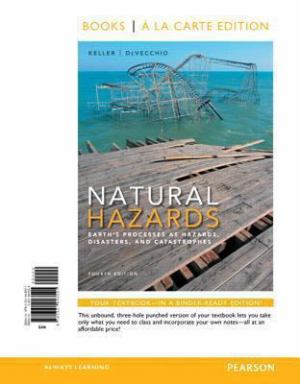 BOOKS | À LA CARTE EDITION
KELLER | DEVECCHIO
NATURAL
HAZARDS
EARTH'S PROCESSES AS HAZARDS,
DISASTERS, AND CATASTROPHES
FOURTH EDITION
YOUR TEXTBOOK—IN A BINDER-READY EDITION!
This unbound, three-hole punched version of your textbook lets you take
only what you need to class and incorporate your own notes—all at an
affordable price!
ALWAYS LEARNING
PEARSON